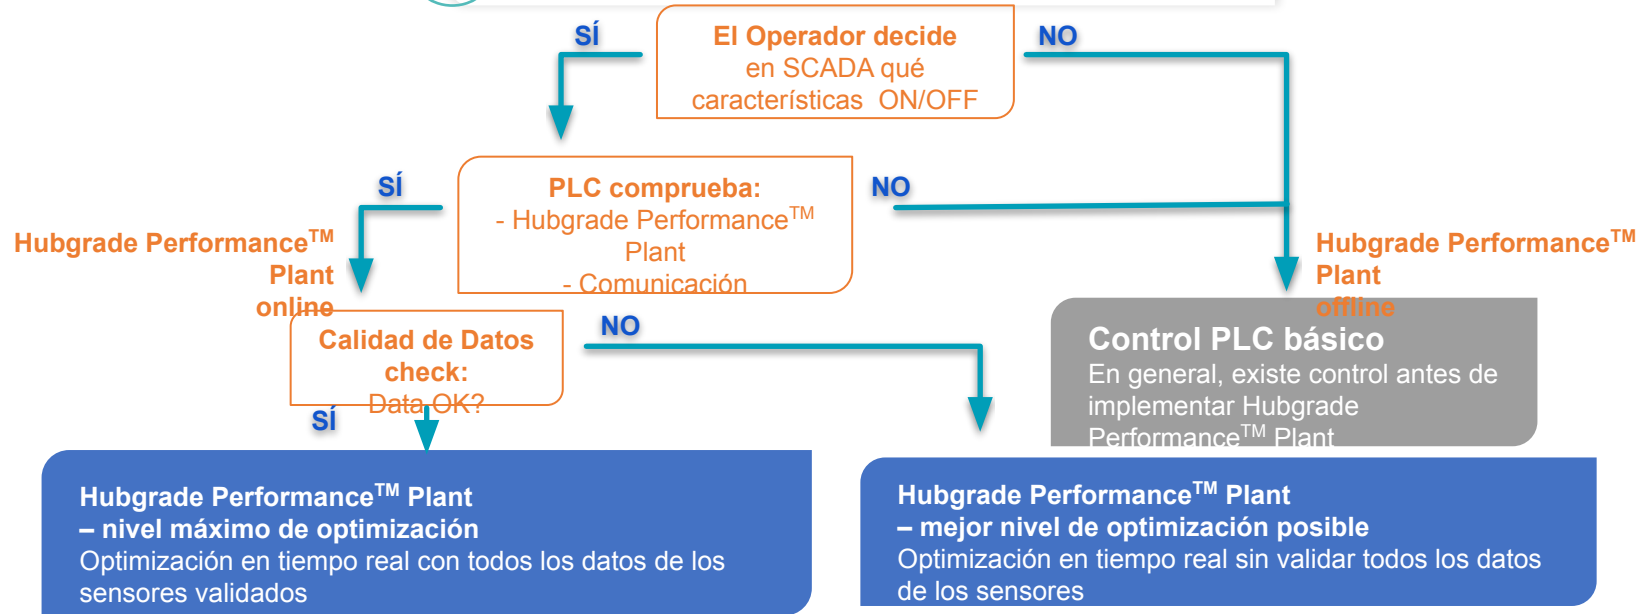 SÍ
El Operador decide
en SCADA qué
características ON/OFF
NO
SÍ
PLC comprueba:
- Hubgrade Performance™
Plant
- Comunicación
NO
Hubgrade Performance™
Plant
online
Hubgrade Performance™
Plant
offline
Calidad de Datos
check:
Data OK?
NO
SÍ
Control PLC básico
En general, existe control antes de
implementar Hubgrade
Performance™ Plant
Hubgrade Performance™ Plant
– nivel máximo de optimización
Optimización en tiempo real con todos los datos de los
sensores validados
Hubgrade Performance™ Plant
– mejor nivel de optimización posible
Optimización en tiempo real sin validar todos los datos
de los sensores